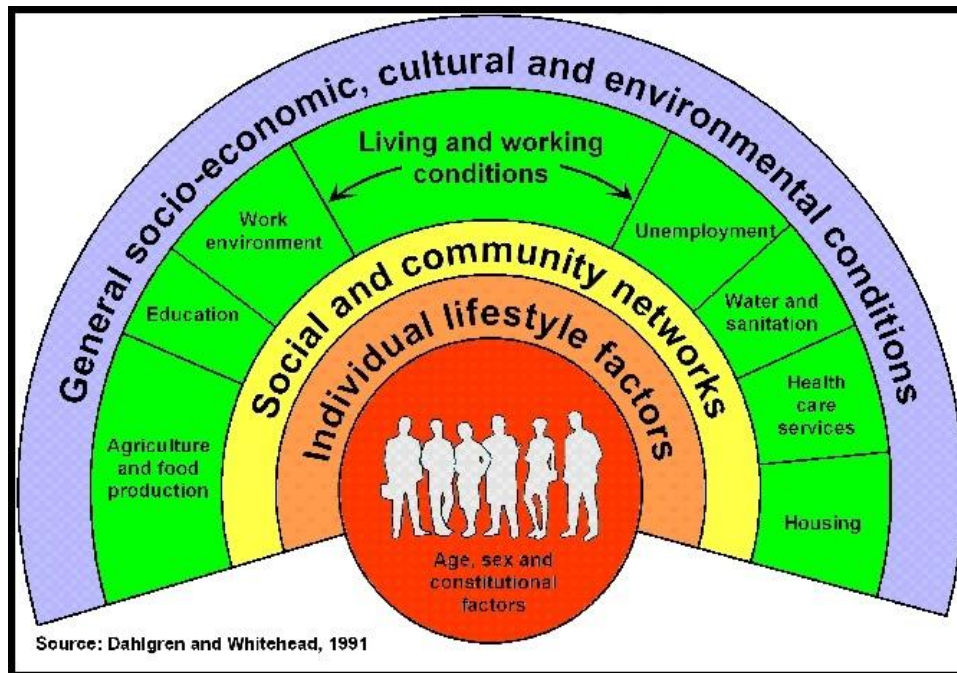 General socio-economic, cultural and environmental conditions
Living and working
conditions
Work
environment
Unemployment
Education
Water and
sanitation
Agriculture
and food
production
Health
care
services
Housing
Social and community networks
Individual lifestyle factors
Age, sex and
constitutional
factors
Source: Dahlgren and Whitehead, 1991